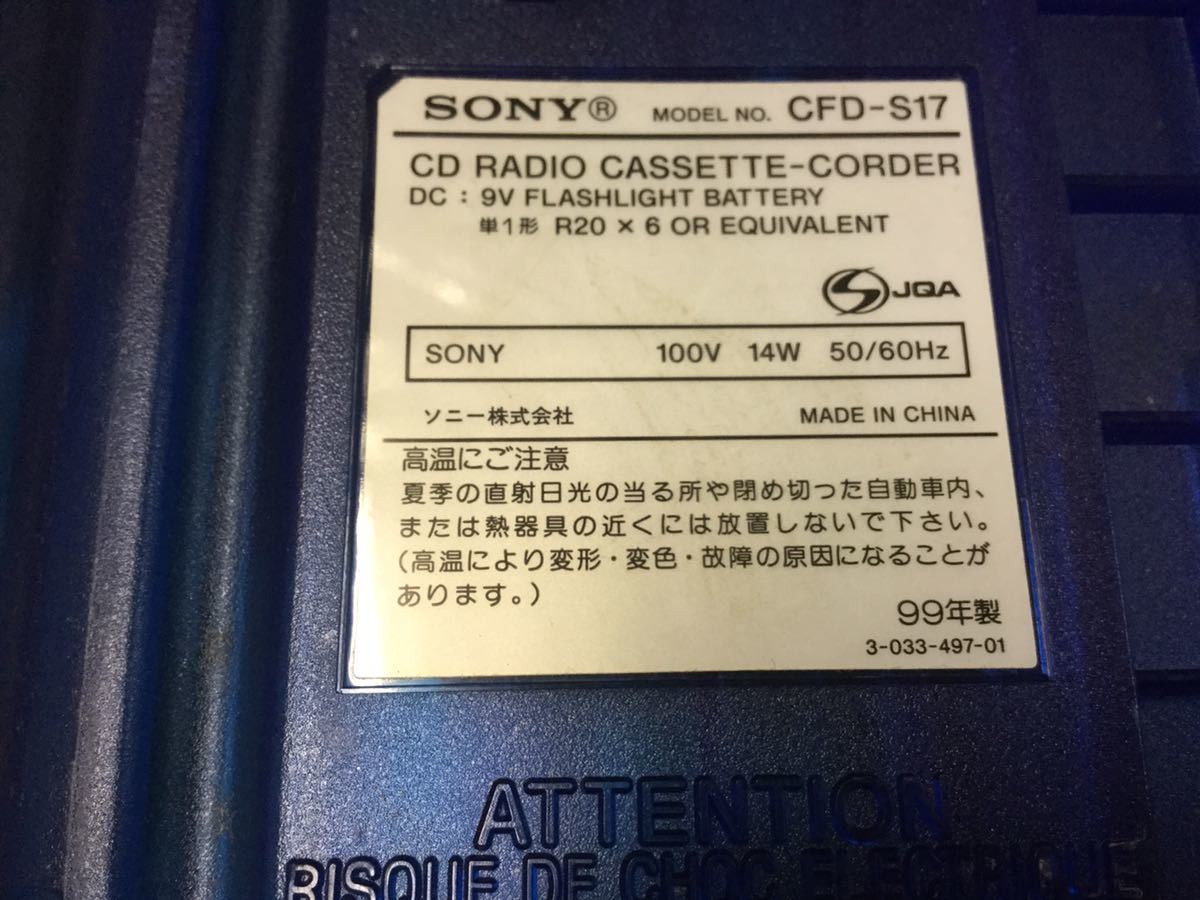 SONY® MODEL NO. CFD-S17
CD RADIO CASSETTE-CORDER
DC : 9V FLASHLIGHT BATTERY
単1形 R20 × 6 OR EQUIVALENT
JQA
SONY 100V 14W 50/60Hz
ソニー株式会社 MADE IN CHINA
高温にご注意
夏季の直射日光の当る所や閉め切った自動車内、
または熱器具の近くには放置しないで下さい。
(高温により変形・変色・故障の原因になることが
あります。)
99年製
3-033-497-01
ATTENTION
RISQUE DE CHOC ELECTRIQUE